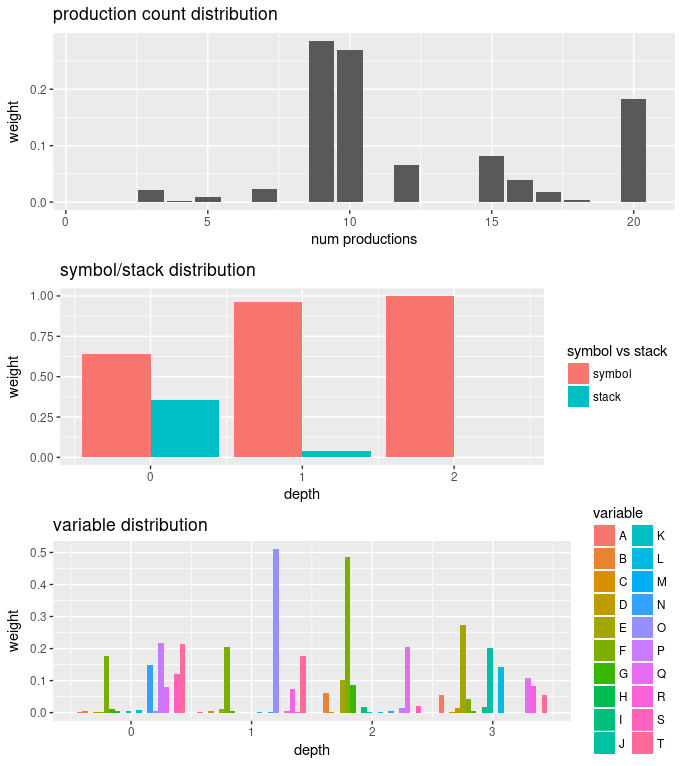 production count distribution
0.2
0.1
0.0
weight
0 5 10 15 20
num productions
symbol/stack distribution
1.00
0.75
0.50
0.25
0.00
weight
0 1 2
depth
symbol vs stack
symbol
stack
variable distribution
0.5
0.4
0.3
0.2
0.1
0.0
weight
0 1 2 3
depth
variable
A K
B L
C M
D N
E O
F P
G Q
H R
I S
J T